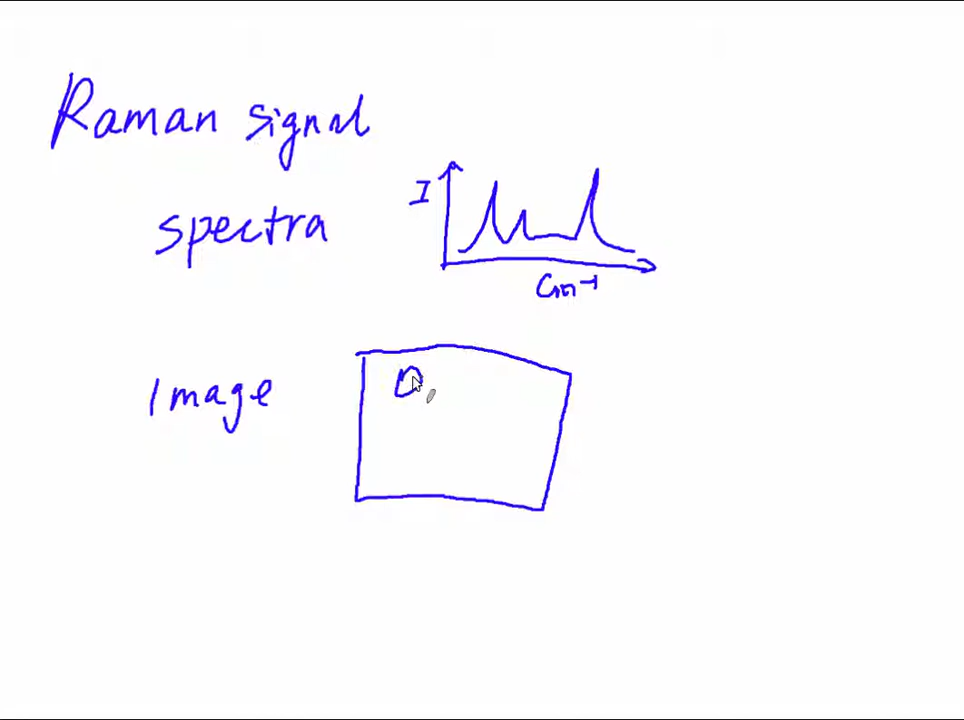 Raman signal
spectra
I
cm⁻¹
Image